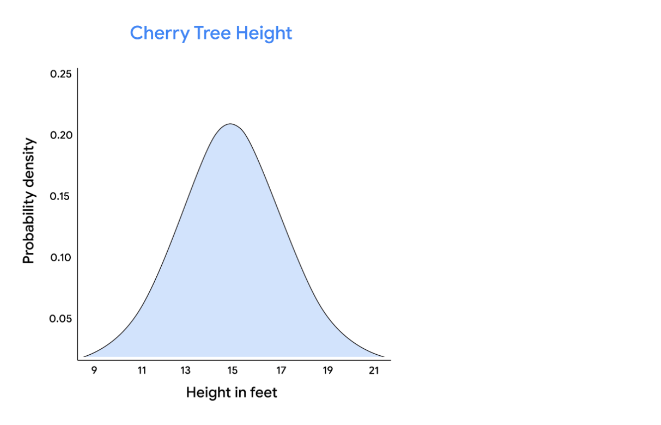 Cherry Tree Height
0.25
0.20
0.15
0.10
0.05
Probability density
9 11 13 15 17 19 21
Height in feet